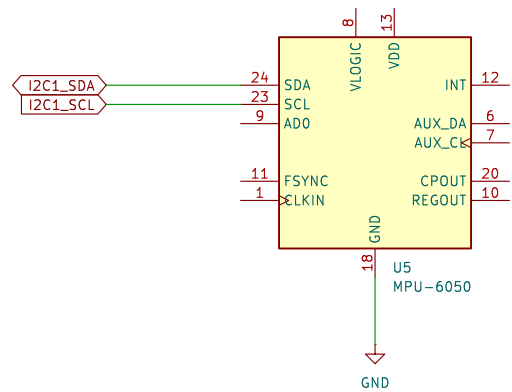 8
13
VLOGIC
VDD
I2C1_SDA
24
SDA
INT
12
I2C1_SCL
23
SCL
9
AD0
AUX_DA
6
AUX_CL
7
11
FSYNC
CPOUT
20
1
CLKIN
REGOUT
10
GND
18
U5
MPU-6050
GND